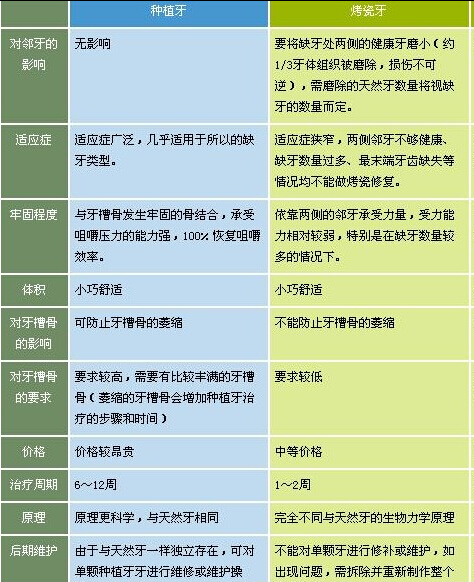 种植牙 烤瓷牙
对邻牙的
影响
无影响
要将缺牙处两侧的健康牙磨小（约
1/3牙体组织被磨除，损伤不可
逆），需磨除的天然牙数量将视缺
牙的数量而定。
适应症
适应症广泛，几乎适用于所以的缺
牙类型。
适应症狭窄，两侧邻牙不够健康、
缺牙数量过多、最末端牙齿缺失等
情况均不能做烤瓷修复。
牢固程度
与牙槽骨发生牢固的骨结合，承受
咀嚼压力的能力强，100% 恢复咀嚼
效率。
依靠两侧的邻牙承受力量，受力能
力相对较弱，特别是在缺牙数量较
多的情况下。
体积
小巧舒适
小巧舒适
对牙槽骨
的影响
可防止牙槽骨的萎缩
不能防止牙槽骨的萎缩
对牙槽骨
的要求
要求较高，需要有比较丰满的牙槽
骨（萎缩的牙槽骨会增加种植牙治
疗的步骤和时间）
要求较低
价格
价格较昂贵
中等价格
治疗周期
6～12周
1～2周
原理
原理更科学，与天然牙相同
完全不同与天然牙的生物力学原理
后期维护
由于与天然牙一样独立存在，可对
单颗种植牙牙进行维修或维护操
不能对单颗牙进行修补或维护，如
出现问题，需拆除并重新制作整个